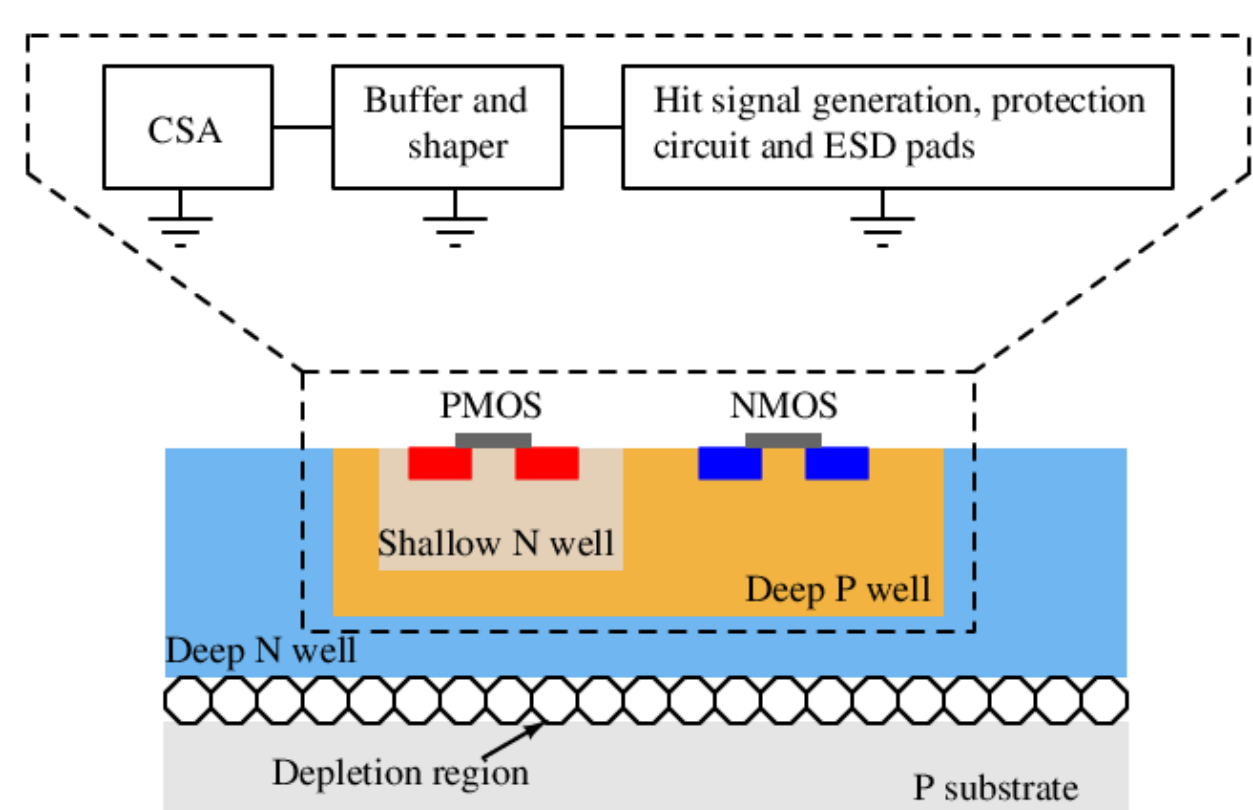 CSA
Buffer and
shaper
Hit signal generation, protection
circuit and ESD pads
PMOS
NMOS
Shallow N well
Deep P well
Deep N well
Depletion region
P substrate